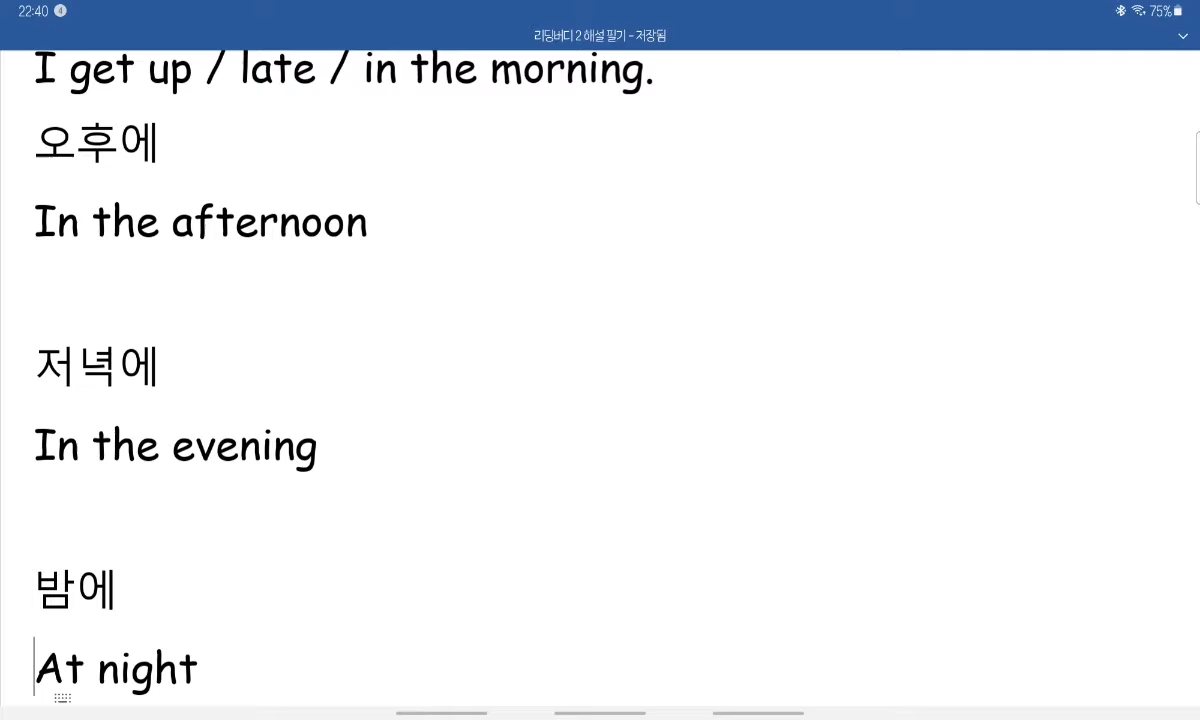 22:40 4 75%
리딩버디 2 해설 필기 - 저장됨
I get up / late / in the morning.
오후에
In the afternoon
저녁에
In the evening
밤에
At night